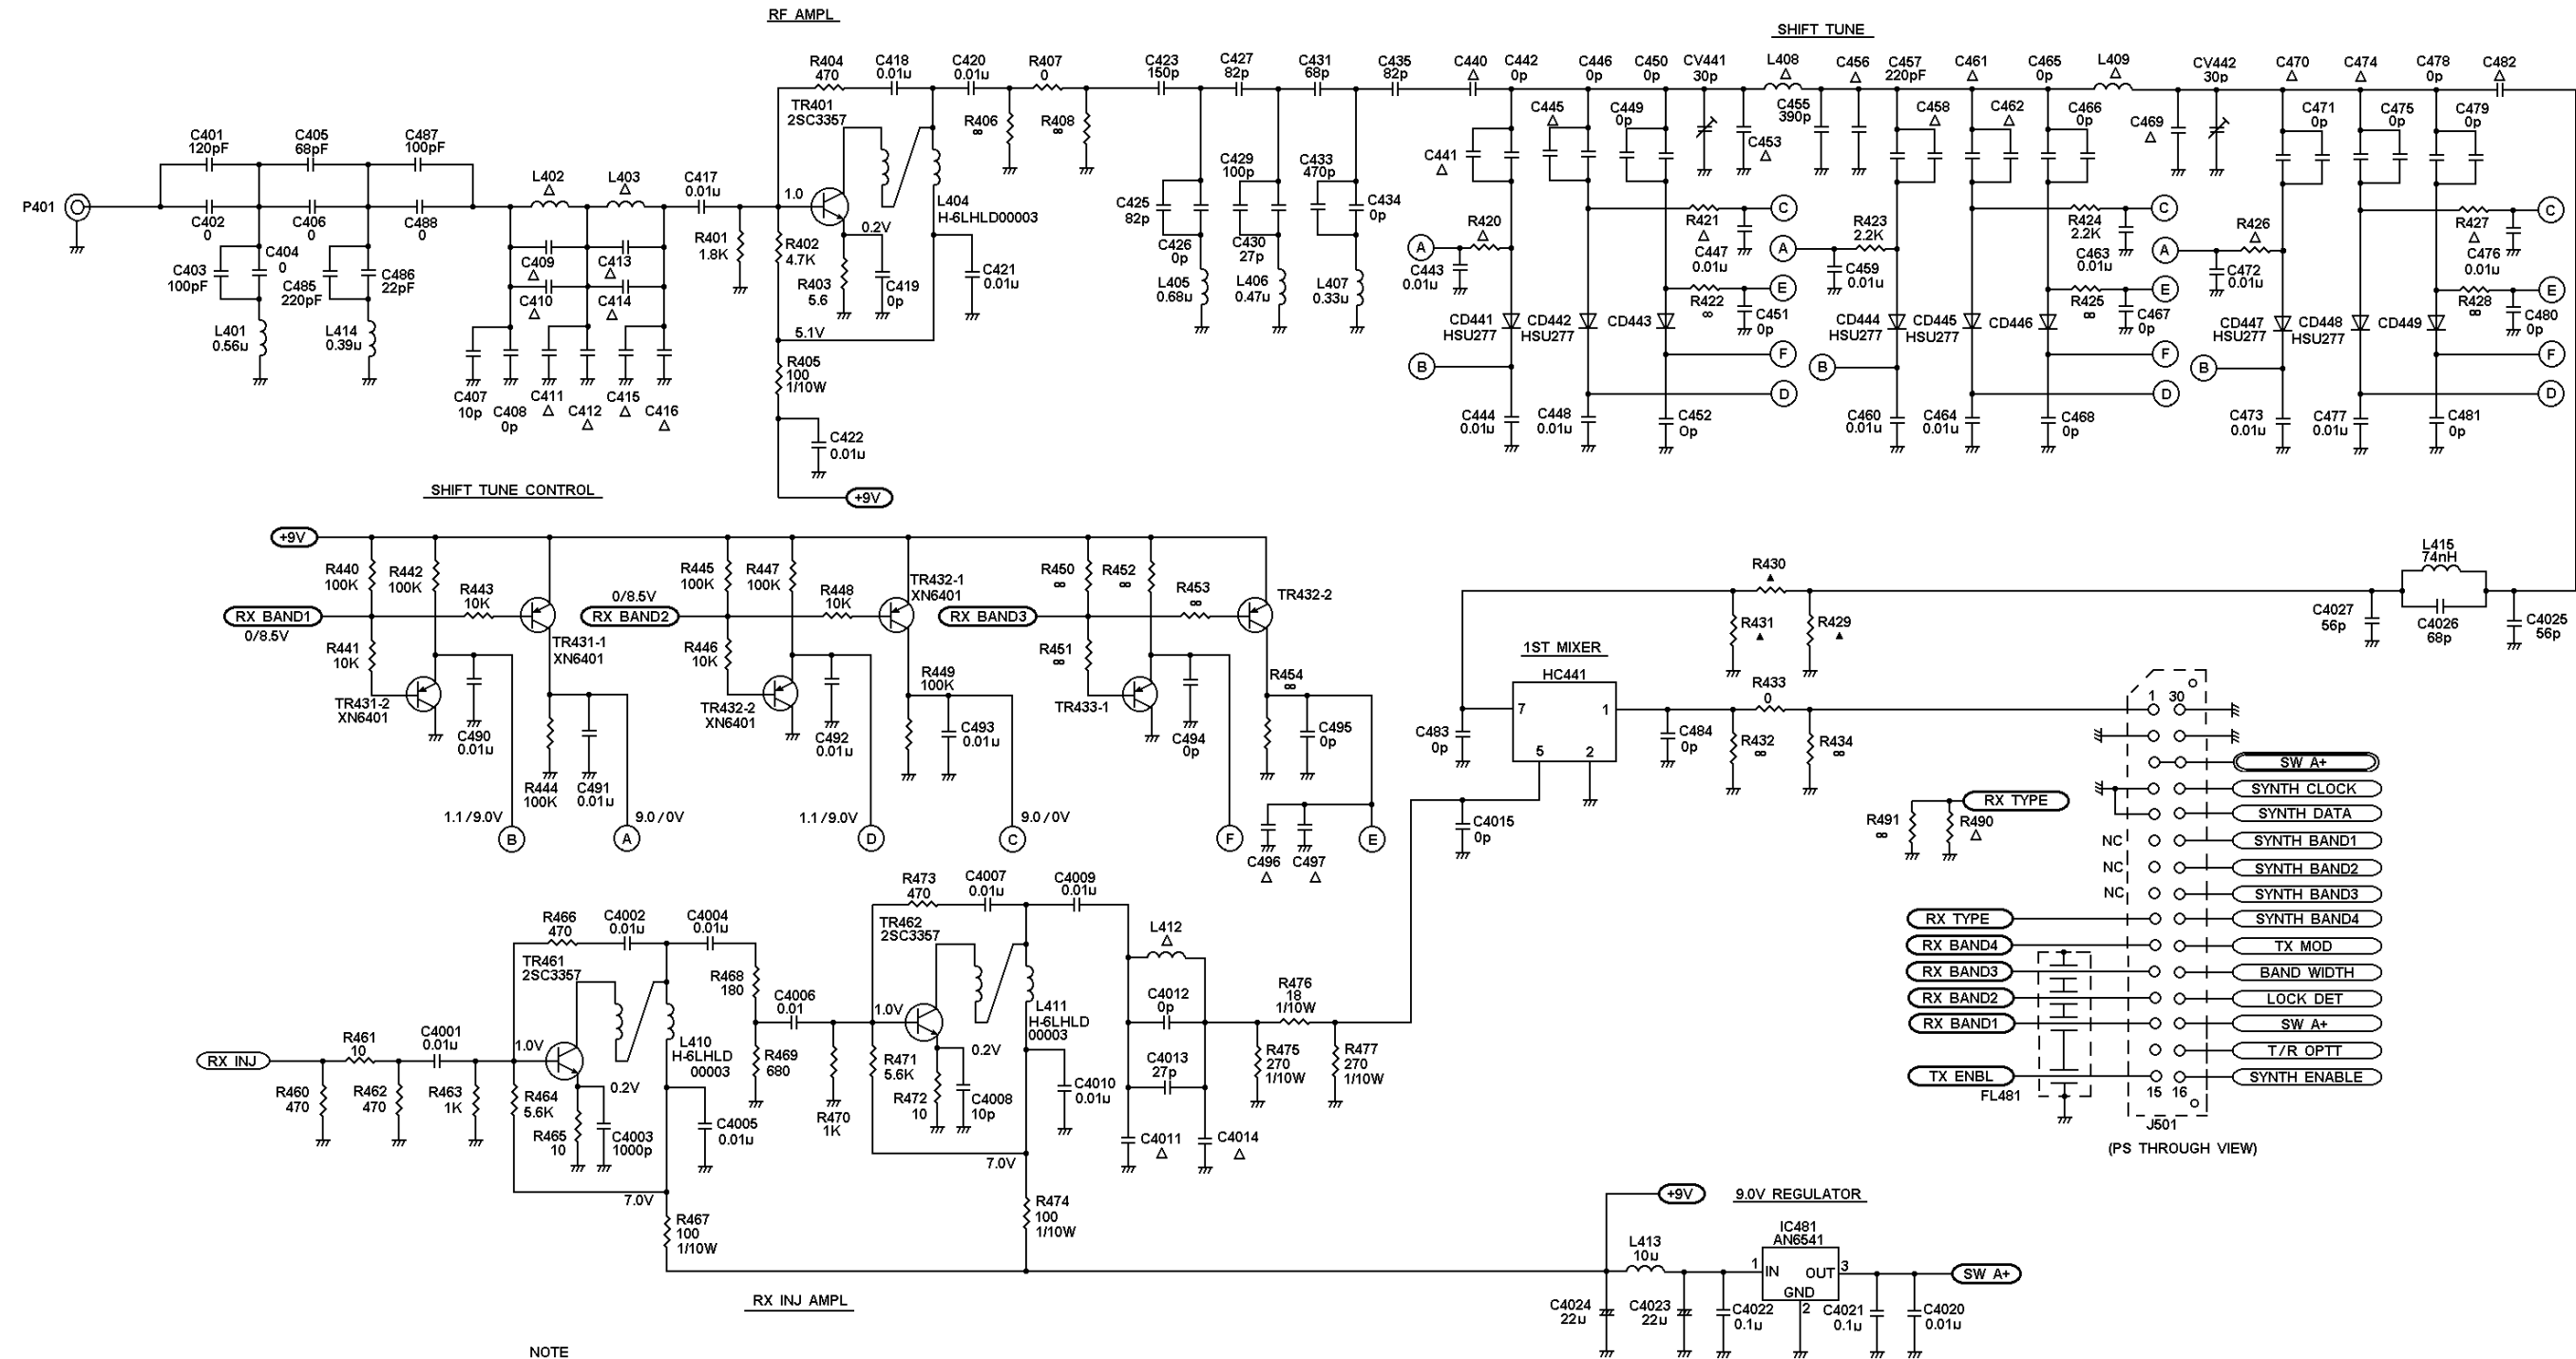 RF AMPL
SHIFT TUNE
R404
470
C418
0.01u
C420
0.01u
R407
0
C423
150p
C427
82p
C431
68p
C435
82p
C440
△
C442
0p
C446
0p
C450
0p
CV441
30p
L408
△
C456
△
C457
220pF
C461
△
C465
0p
L409
△
CV442
30p
C470
△
C474
△
C478
0p
C482
△
TR401
2SC3357
R406
∞
R408
∞
C445
△
C449
0p
C453
△
C455
390p
C458
△
C462
△
C466
0p
C469
△
C471
0p
C475
0p
C479
0p
C401
120pF
C405
68pF
C487
100pF
P401
C402
0
C406
0
C488
0
L402
△
L403
△
C417
0.01u
1.0
0.2V
L404
H-6LHLD00003
C425
82p
C426
0p
C429
100p
C430
27p
C433
470p
C434
0p
C441
△
C403
100pF
C404
0
C485
220pF
C486
22pF
C409
△
C413
△
C410
△
C414
△
R401
1.8K
R402
4.7K
R403
5.6
C419
0p
C421
0.01u
L401
0.56u
L414
0.39u
L405
0.68u
L406
0.47u
L407
0.33u
A
R420
△
C443
0.01u
R421
△
C
C447
0.01u
R422
∞
E
C451
0p
A
R423
2.2K
C459
0.01u
R424
2.2K
C
C463
0.01u
R425
∞
E
C467
0p
A
R426
△
C472
0.01u
R427
△
C
C476
0.01u
R428
∞
E
C480
0p
5.1V
R405
100
1/10W
C407
10p
C408
0p
C411
△
C412
△
C415
△
C416
△
C422
0.01u
+9V
CD441
HSU277
CD442
HSU277
CD443
CD444
HSU277
CD445
HSU277
CD446
CD447
HSU277
CD448
HSU277
CD449
B
F
D
B
F
D
B
F
D
C444
0.01u
C448
0.01u
C452
0p
C460
0.01u
C464
0.01u
C468
0p
C473
0.01u
C477
0.01u
C481
0p
SHIFT TUNE CONTROL
+9V
R440
100K
R442
100K
R443
10K
RX BAND1
0/8.5V
R441
10K
TR431-1
XN6401
TR431-2
XN6401
C490
0.01u
R444
100K
C491
0.01u
1.1/9.0V
B
9.0/0V
A
R445
100K
R447
100K
R448
10K
TR432-1
XN6401
0/8.5V
RX BAND2
R446
10K
TR432-2
XN6401
C492
0.01u
R449
100K
C493
0.01u
1.1/9.0V
D
9.0/0V
C
R450
∞
R452
∞
R453
∞
TR432-2
RX BAND3
R451
∞
TR433-1
C494
0p
R454
∞
C495
0p
F
C496
△
C497
△
E
L415
74nH
C4026
68p
C4027
56p
C4025
56p
R430
▲
R431
▲
R429
▲
1ST MIXER
HC441
7
1
5
2
C483
0p
C484
0p
R433
0
R432
∞
R434
∞
C4015
0p
R491
∞
R490
△
RX TYPE
1
30
SW A+
SYNTH CLOCK
SYNTH DATA
NC
SYNTH BAND1
NC
SYNTH BAND2
NC
SYNTH BAND3
RX TYPE
SYNTH BAND4
RX BAND4
TX MOD
RX BAND3
BAND WIDTH
RX BAND2
LOCK DET
RX BAND1
SW A+
T/R OPTT
TX ENBL
SYNTH ENABLE
FL481
15
16
J501
(PS THROUGH VIEW)
R466
470
C4002
0.01u
C4004
0.01u
TR461
2SC3357
R473
470
C4007
0.01u
C4009
0.01u
TR462
2SC3357
RX INJ
R461
10
C4001
0.01u
R460
470
R462
470
R463
1K
1.0V
R464
5.6K
R465
10
0.2V
C4003
1000p
L410
H-6LHLD
00003
C4005
0.01u
7.0V
R467
100
1/10W
R468
180
R469
680
C4006
0.01
R470
1K
1.0V
R471
5.6K
R472
10
0.2V
C4008
10p
L411
H-6LHLD
00003
C4010
0.01u
7.0V
R474
100
1/10W
L412
△
C4012
0p
C4013
27p
C4011
△
C4014
△
R476
18
1/10W
R475
270
1/10W
R477
270
1/10W
RX INJ AMPL
+9V
9.0V REGULATOR
L413
10u
IC481
AN6541
1
IN
OUT
3
GND
2
SW A+
C4024
22u
C4023
22u
C4022
0.1u
C4021
0.1u
C4020
0.01u
NOTE